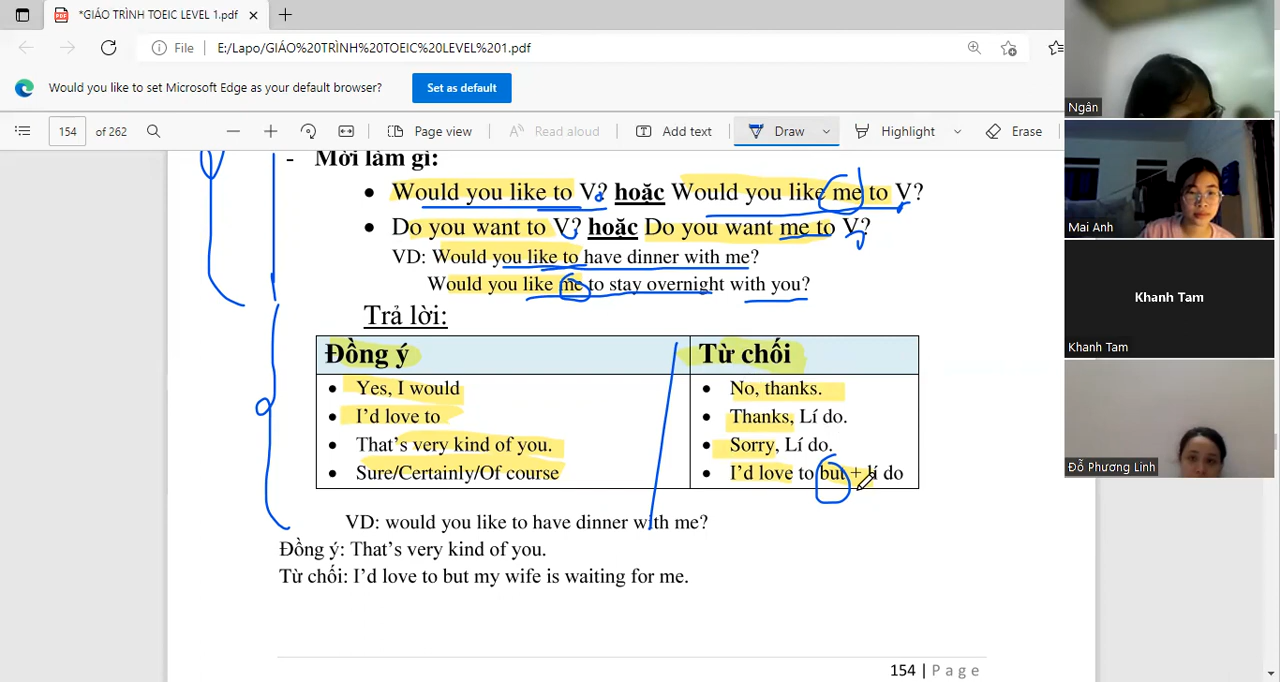 *GIÁO TRÌNH TOEIC LEVEL 1.pdf
File E:/Lapo/GIÁO%20TRÌNH%20TOEIC%20LEVEL%201.pdf
Would you like to set Microsoft Edge as your default browser? Set as default
154 of 262 Page view Read aloud Add text Draw Highlight Erase
- Mời làm gì:
• Would you like to V? hoặc Would you like me to V?
• Do you want to V? hoặc Do you want me to V?
VD: Would you like to have dinner with me?
Would you like me to stay overnight with you?
Trả lời:
Đồng ý Từ chối
• Yes, I would • No, thanks.
• I'd love to • Thanks, Lí do.
• That's very kind of you. • Sorry, Lí do.
• Sure/Certainly/Of course • I'd love to but + lí do
VD: would you like to have dinner with me?
Đồng ý: That's very kind of you.
Từ chối: I'd love to but my wife is waiting for me.
154 | Page
Ngân
Mai Anh
Khanh Tam
Khanh Tam
Đỗ Phương Linh